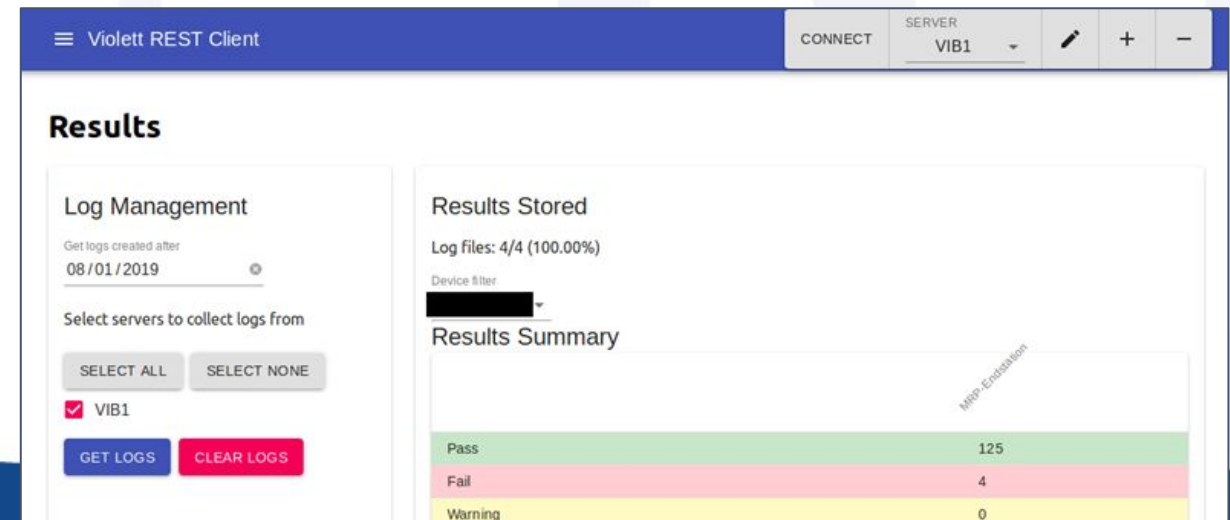 Violett REST Client
CONNECT
SERVER
VIB1
+
−
Results
Log Management
Get logs created after
08/01/2019
Select servers to collect logs from
SELECT ALL SELECT NONE
VIB1
GET LOGS CLEAR LOGS
Results Stored
Log files: 4/4 (100.00%)
Device filter
Results Summary
MRP-Endstation
Pass 125
Fail 4
Warning 0